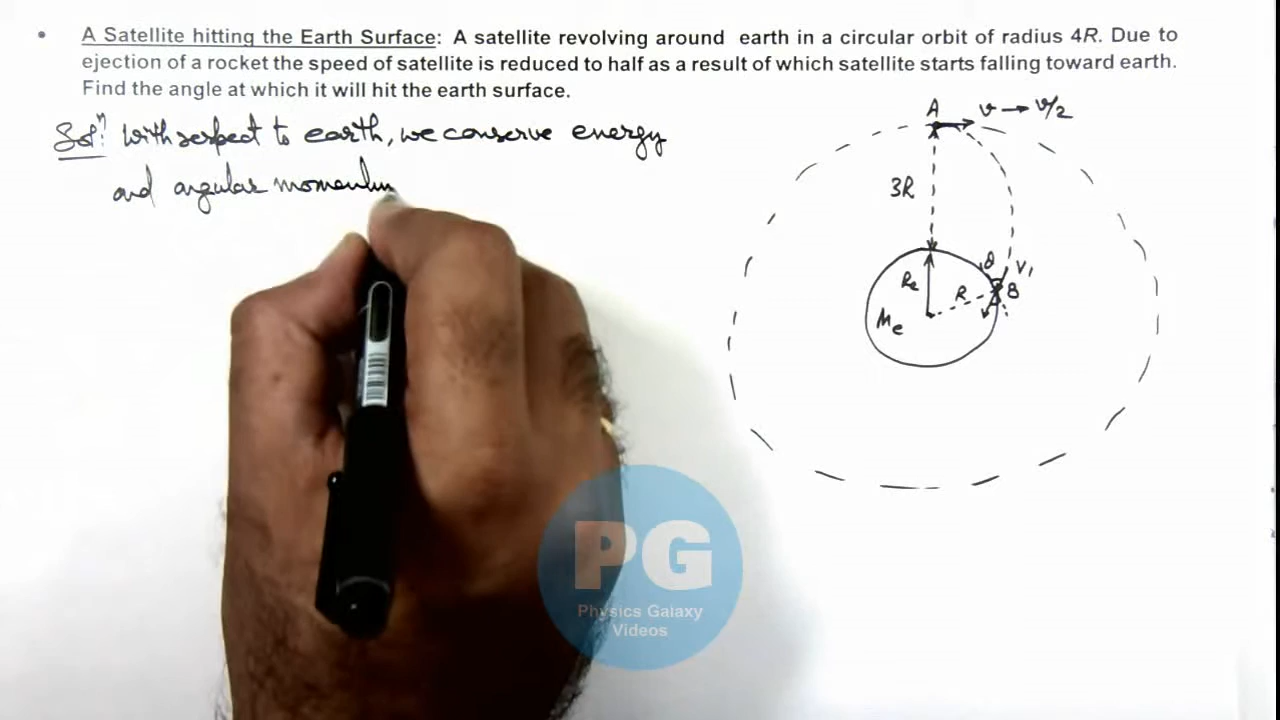 • A Satellite hitting the Earth Surface: A satellite revolving around earth in a circular orbit of radius 4R. Due to
ejection of a rocket the speed of satellite is reduced to half as a result of which satellite starts falling toward earth.
Find the angle at which it will hit the earth surface.
Solⁿ: With respect to earth, we conserve energy
and angular momentum
A v → v/2
3R
θ V₁
Re R B
Me
PG
Physics Galaxy
Videos